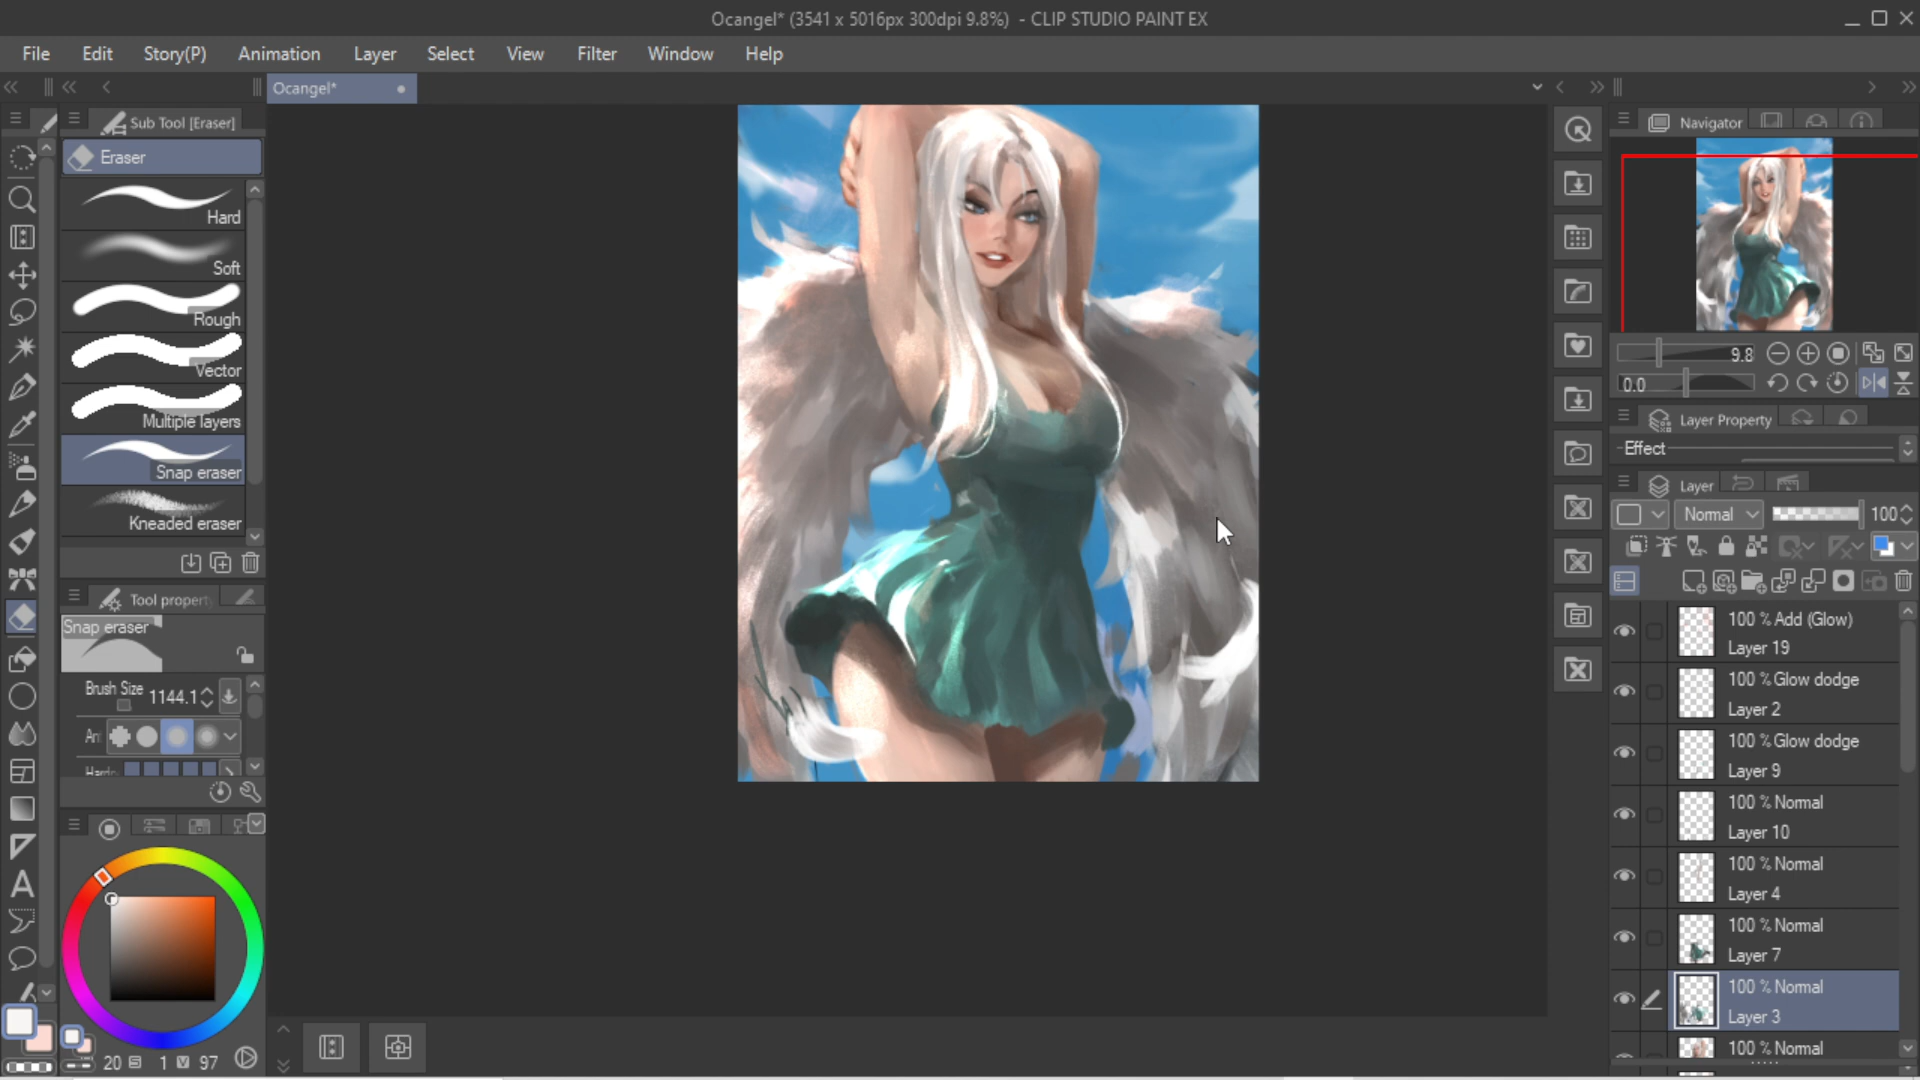 Ocangel* (3541 x 5016px 300dpi 9.8%) - CLIP STUDIO PAINT EX
File Edit Story(P) Animation Layer Select View Filter Window Help
Ocangel*
Sub Tool [Eraser]
Eraser
Hard
Soft
Rough
Vector
Multiple layers
Snap eraser
Kneaded eraser
Tool property
Snap eraser
Brush Size 1144.1
20 S 1 V 97
Navigator
9.8
0.0
Layer Property
Effect
Layer
Normal 100
100 % Add (Glow)
Layer 19
100 % Glow dodge
Layer 2
100 % Glow dodge
Layer 9
100 % Normal
Layer 10
100 % Normal
Layer 4
100 % Normal
Layer 7
100 % Normal
Layer 3
100 % Normal